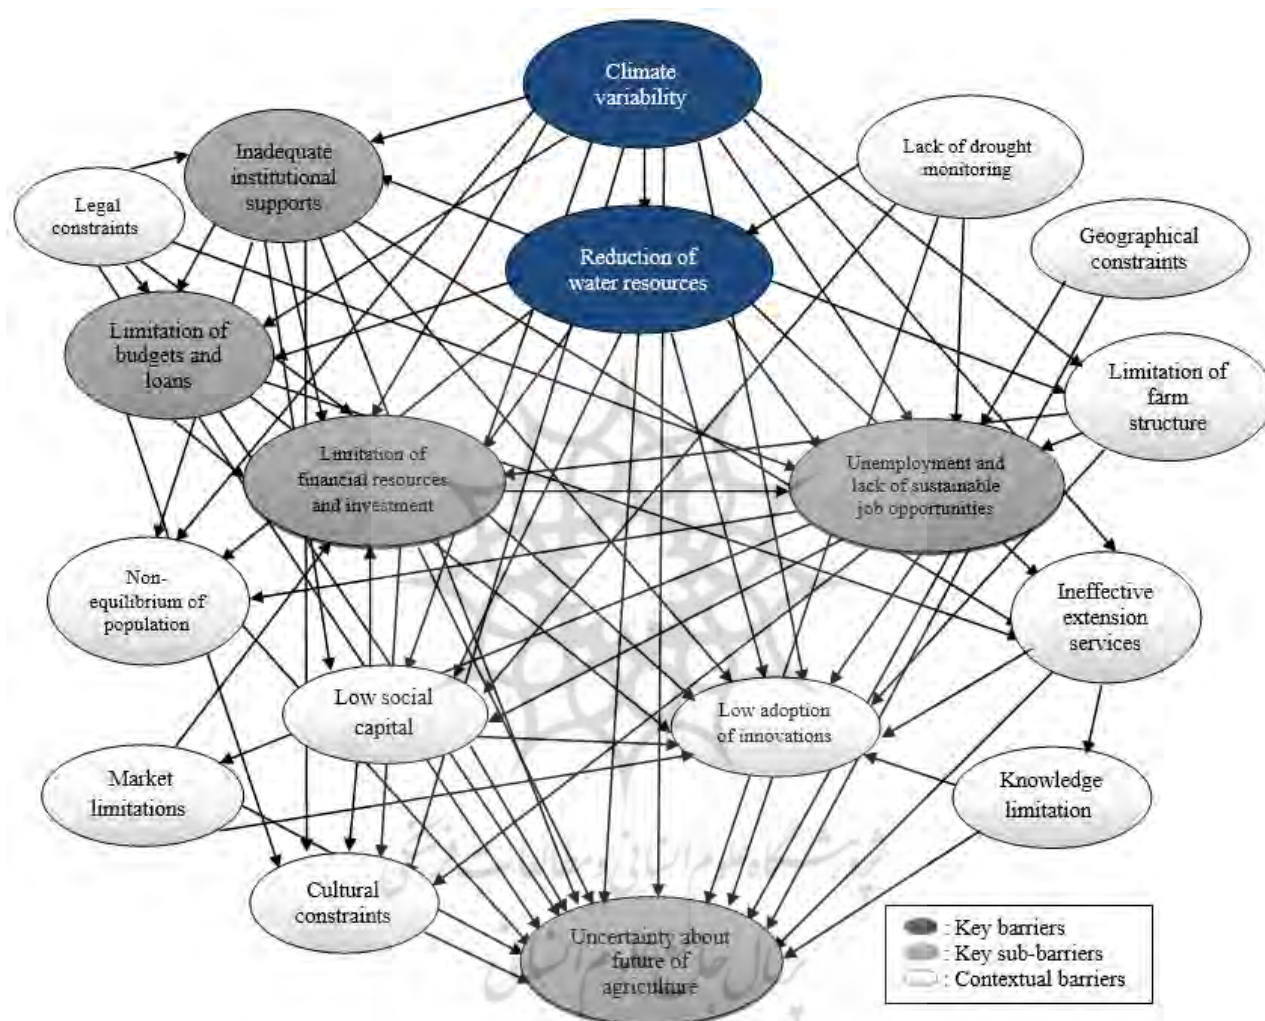 Climate
variability
Lack of drought
monitoring
Inadequate
institutional
supports
Legal
constraints
Geographical
constraints
Reduction of
water resources
Limitation of
budgets and
loans
Limitation of
farm
structure
Limitation of
financial resources
and investment
Unemployment and
lack of sustainable
job opportunities
Non-
equilibrium of
population
Ineffective
extension
services
Low social
capital
Low adoption
of innovations
Market
limitations
Knowledge
limitation
Cultural
constraints
Uncertainty about
future of
agriculture
: Key barriers
: Key sub-barriers
: Contextual barriers